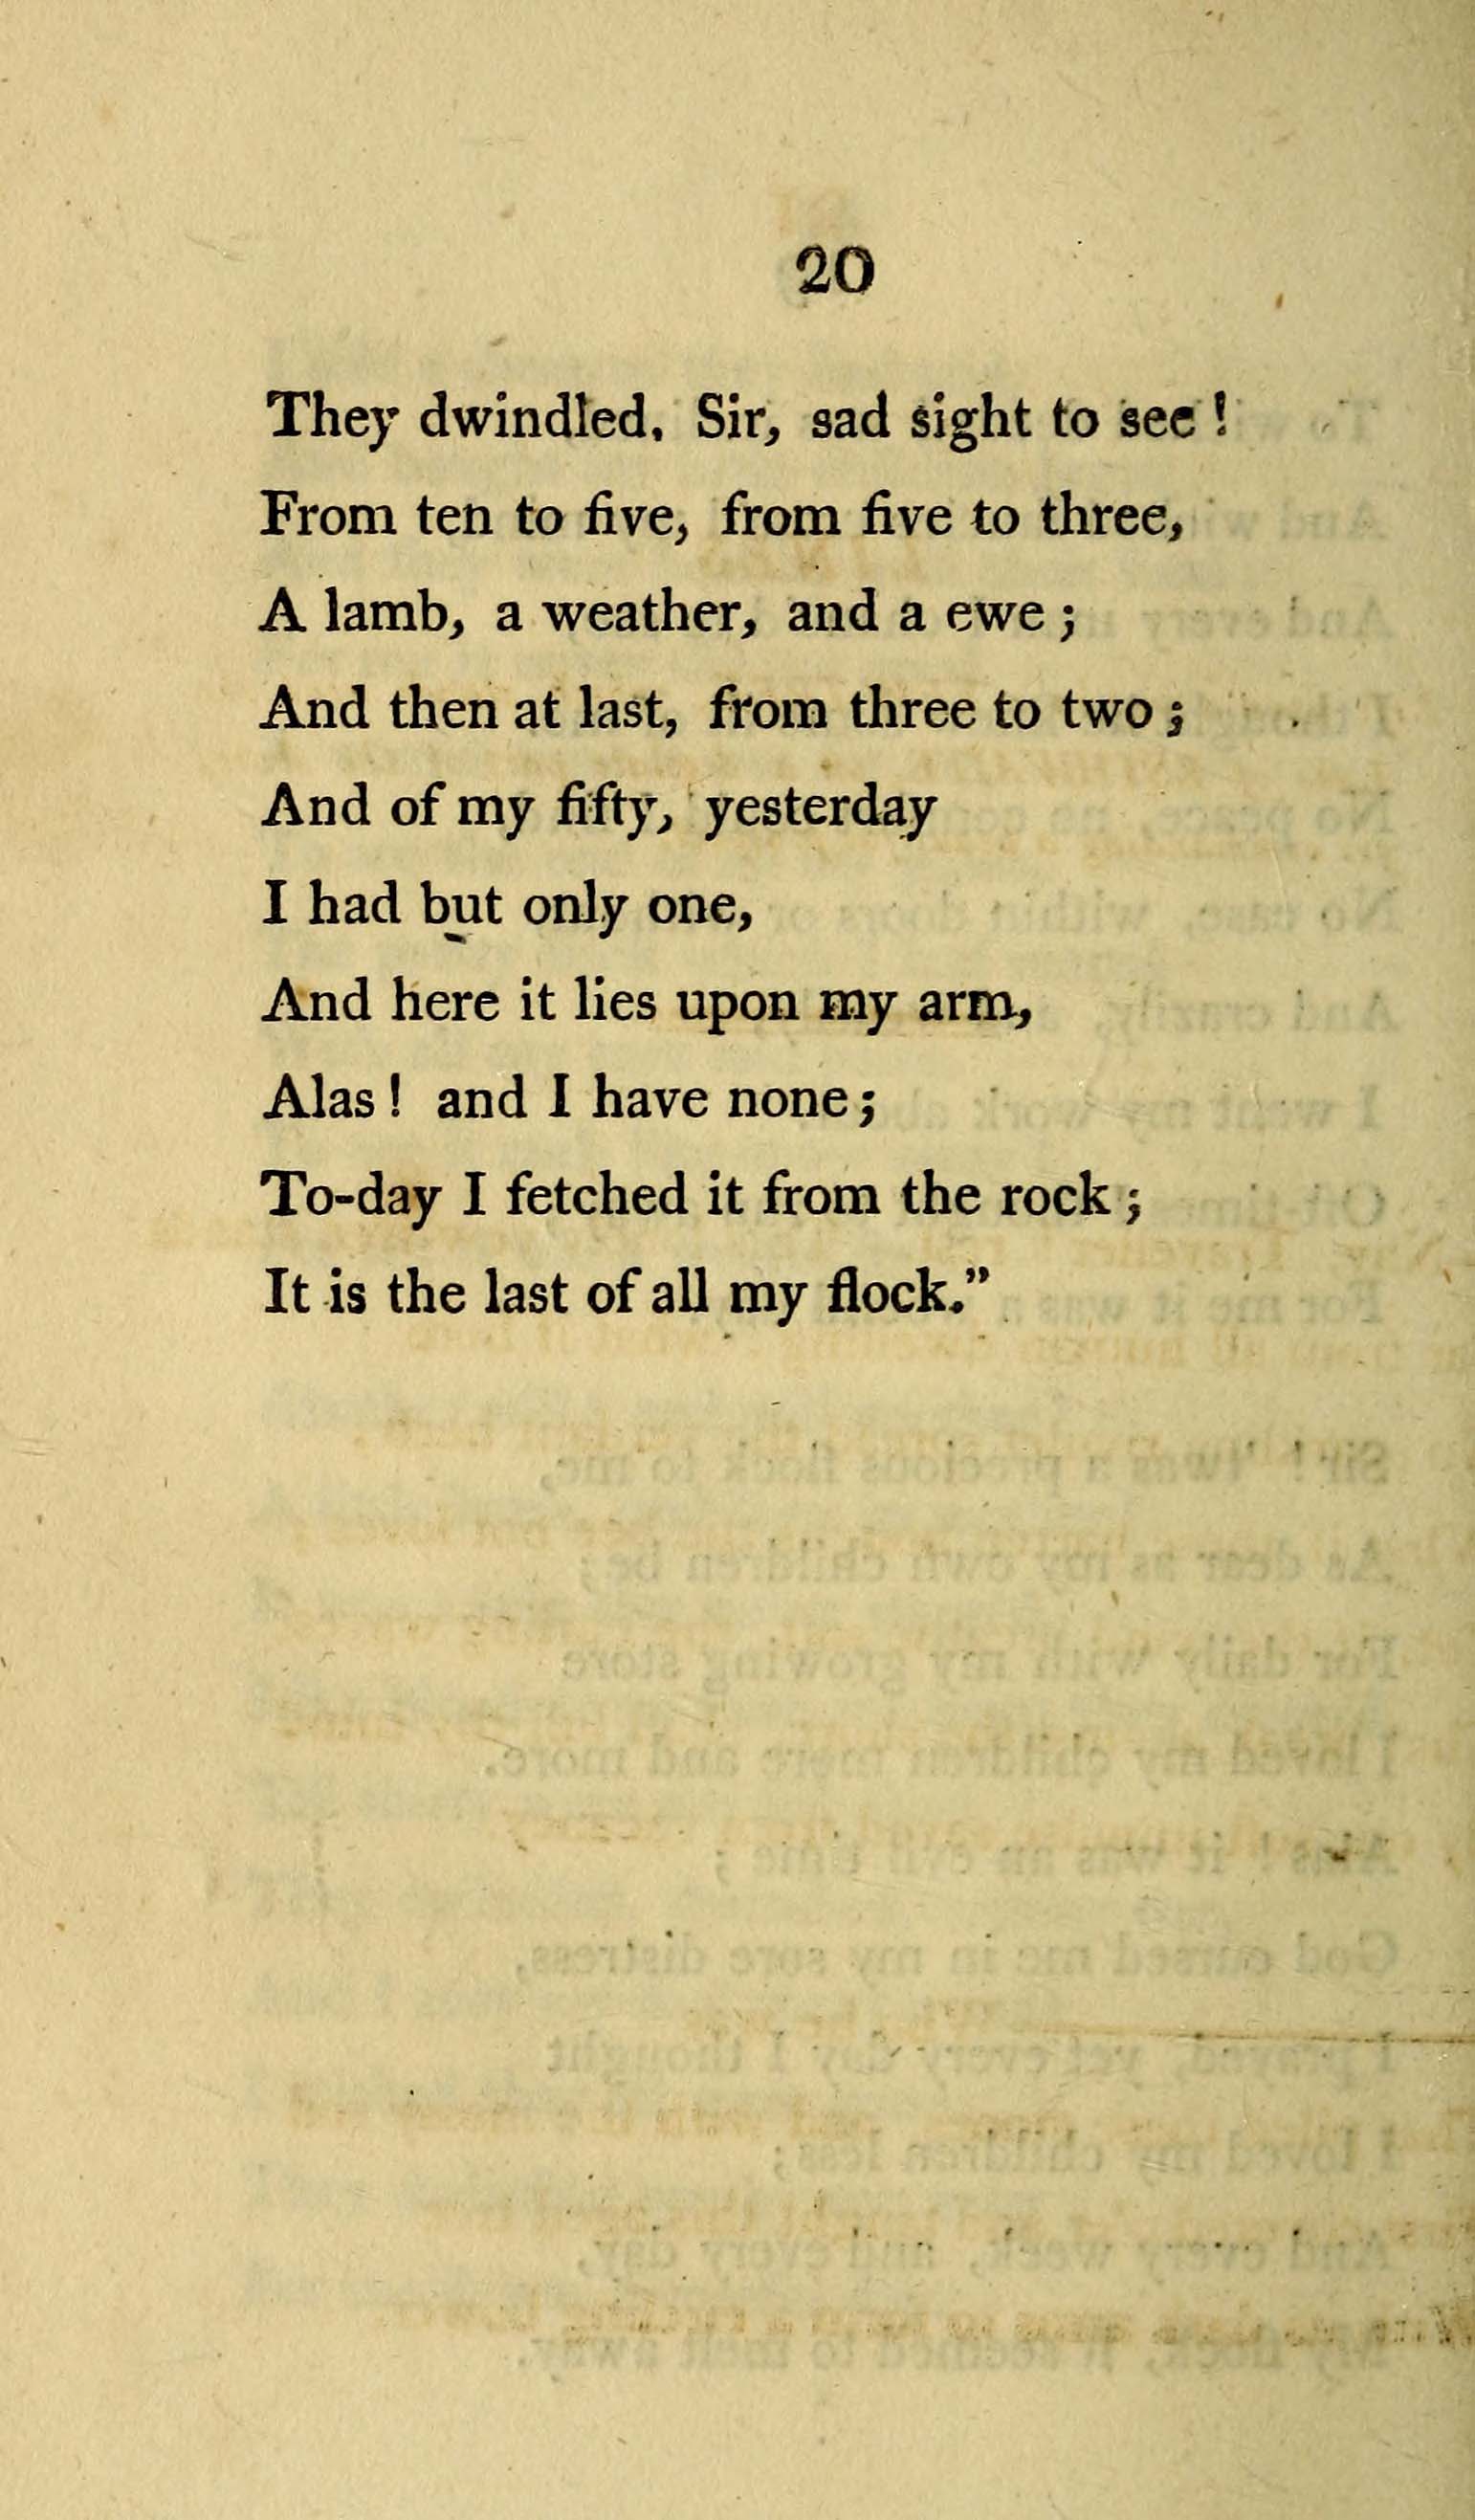 20
They dwindled, Sir, sad sight to see!
From ten to five, from five to three,
A lamb, a weather, and a ewe;
And then at last, from three to two;
And of my fifty, yesterday
I had but only one,
And here it lies upon my arm,
Alas! and I have none;
To-day I fetched it from the rock;
It is the last of all my flock.”